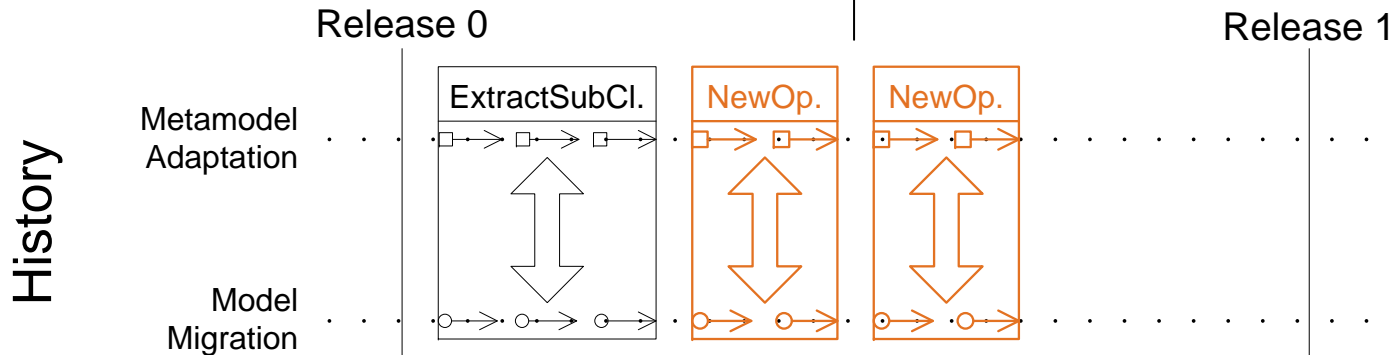 Release 0
Release 1
ExtractSubCl.
NewOp.
NewOp.
Metamodel
Adaptation
History
Model
Migration